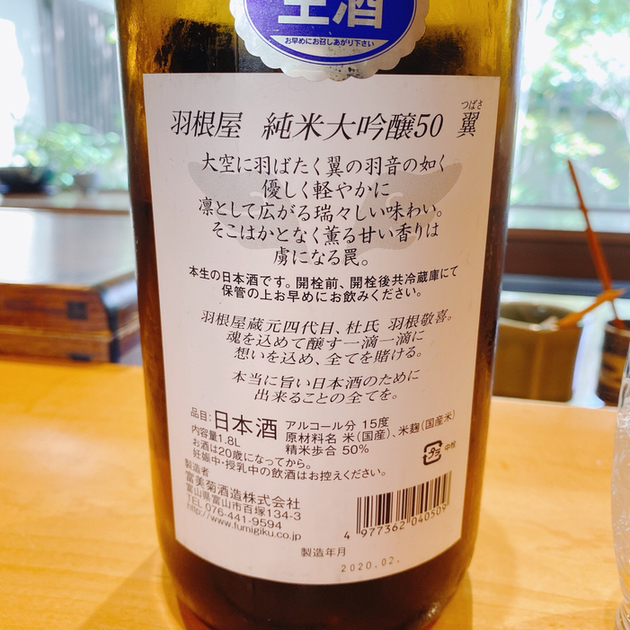 生酒
お早めにお召しあがり下さい
つばさ
羽根屋 純米大吟醸50 翼
大空に羽ばたく翼の羽音の如く
優しく軽やかに
凛として広がる瑞々しい味わい。
そこはかとなく薫る甘い香りは
虜になる罠。
本生の日本酒です。開栓前、開栓後共冷蔵庫にて
保管の上お早めにお飲みください。
羽根屋蔵元四代目、杜氏 羽根敬喜。
魂を込めて醸す一滴一滴に
想いを込め、全てを賭ける。
本当に旨い日本酒のために
出来ることの全てを。
品目:日本酒 アルコール分 15度
内容量1.8L 原材料名 米(国産)、米麹(国産米)
精米歩合 50%
お酒は20歳になってから。
妊娠中・授乳中の飲酒はお控えください。
製造者
富美菊酒造株式会社
富山県富山市百塚134-3
TEL 076-441-9594
http://www.fumigiku.co.jp
中栓
4 977362 040509
製造年月
2020.02.